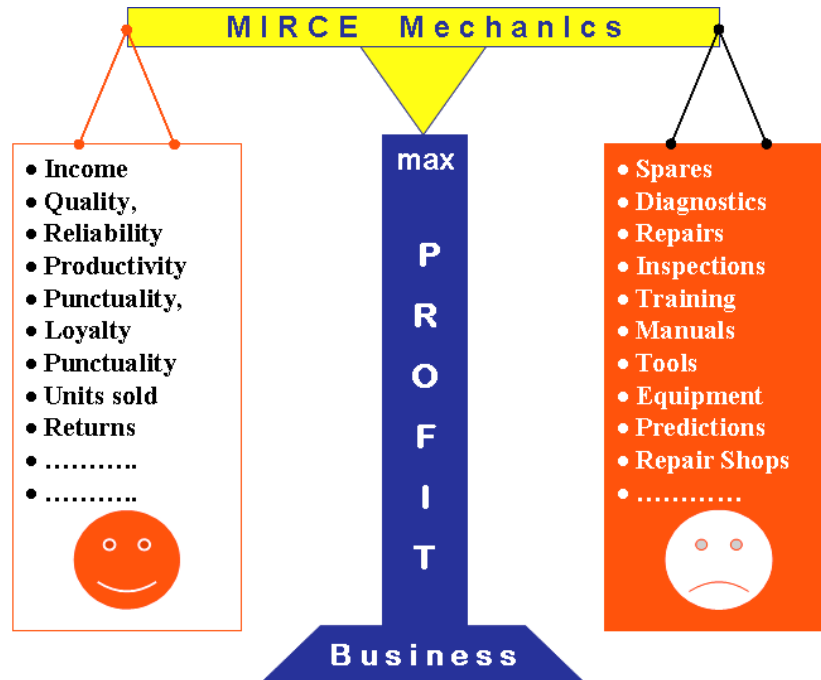 MIRCE MechanIcs
• Income
• Quality,
• Reliability
• Productivity
• Punctuality,
• Loyalty
• Punctuality
• Units sold
• Returns
• ………..
• ………..
max
P
R
O
F
I
T
Business
• Spares
• Diagnostics
• Repairs
• Inspections
• Training
• Manuals
• Tools
• Equipment
• Predictions
• Repair Shops
• …………